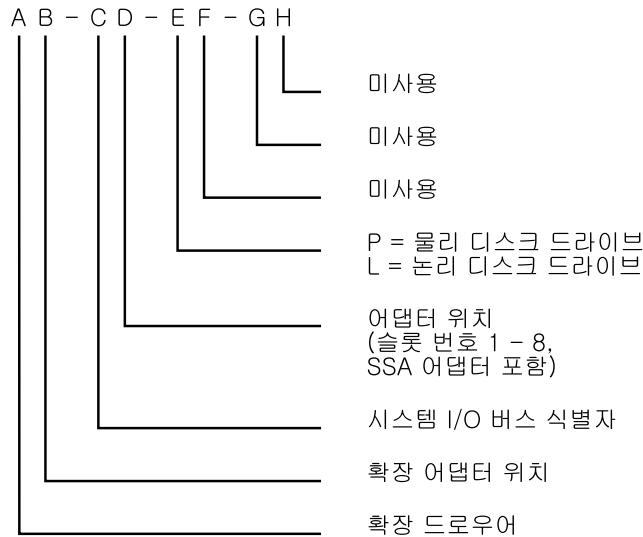 A B - C D - E F - G H
미사용
미사용
미사용
P = 물리 디스크 드라이브
L = 논리 디스크 드라이브
어댑터 위치
(슬롯 번호 1 - 8,
SSA 어댑터 포함)
시스템 I/O 버스 식별자
확장 어댑터 위치
확장 드로우어